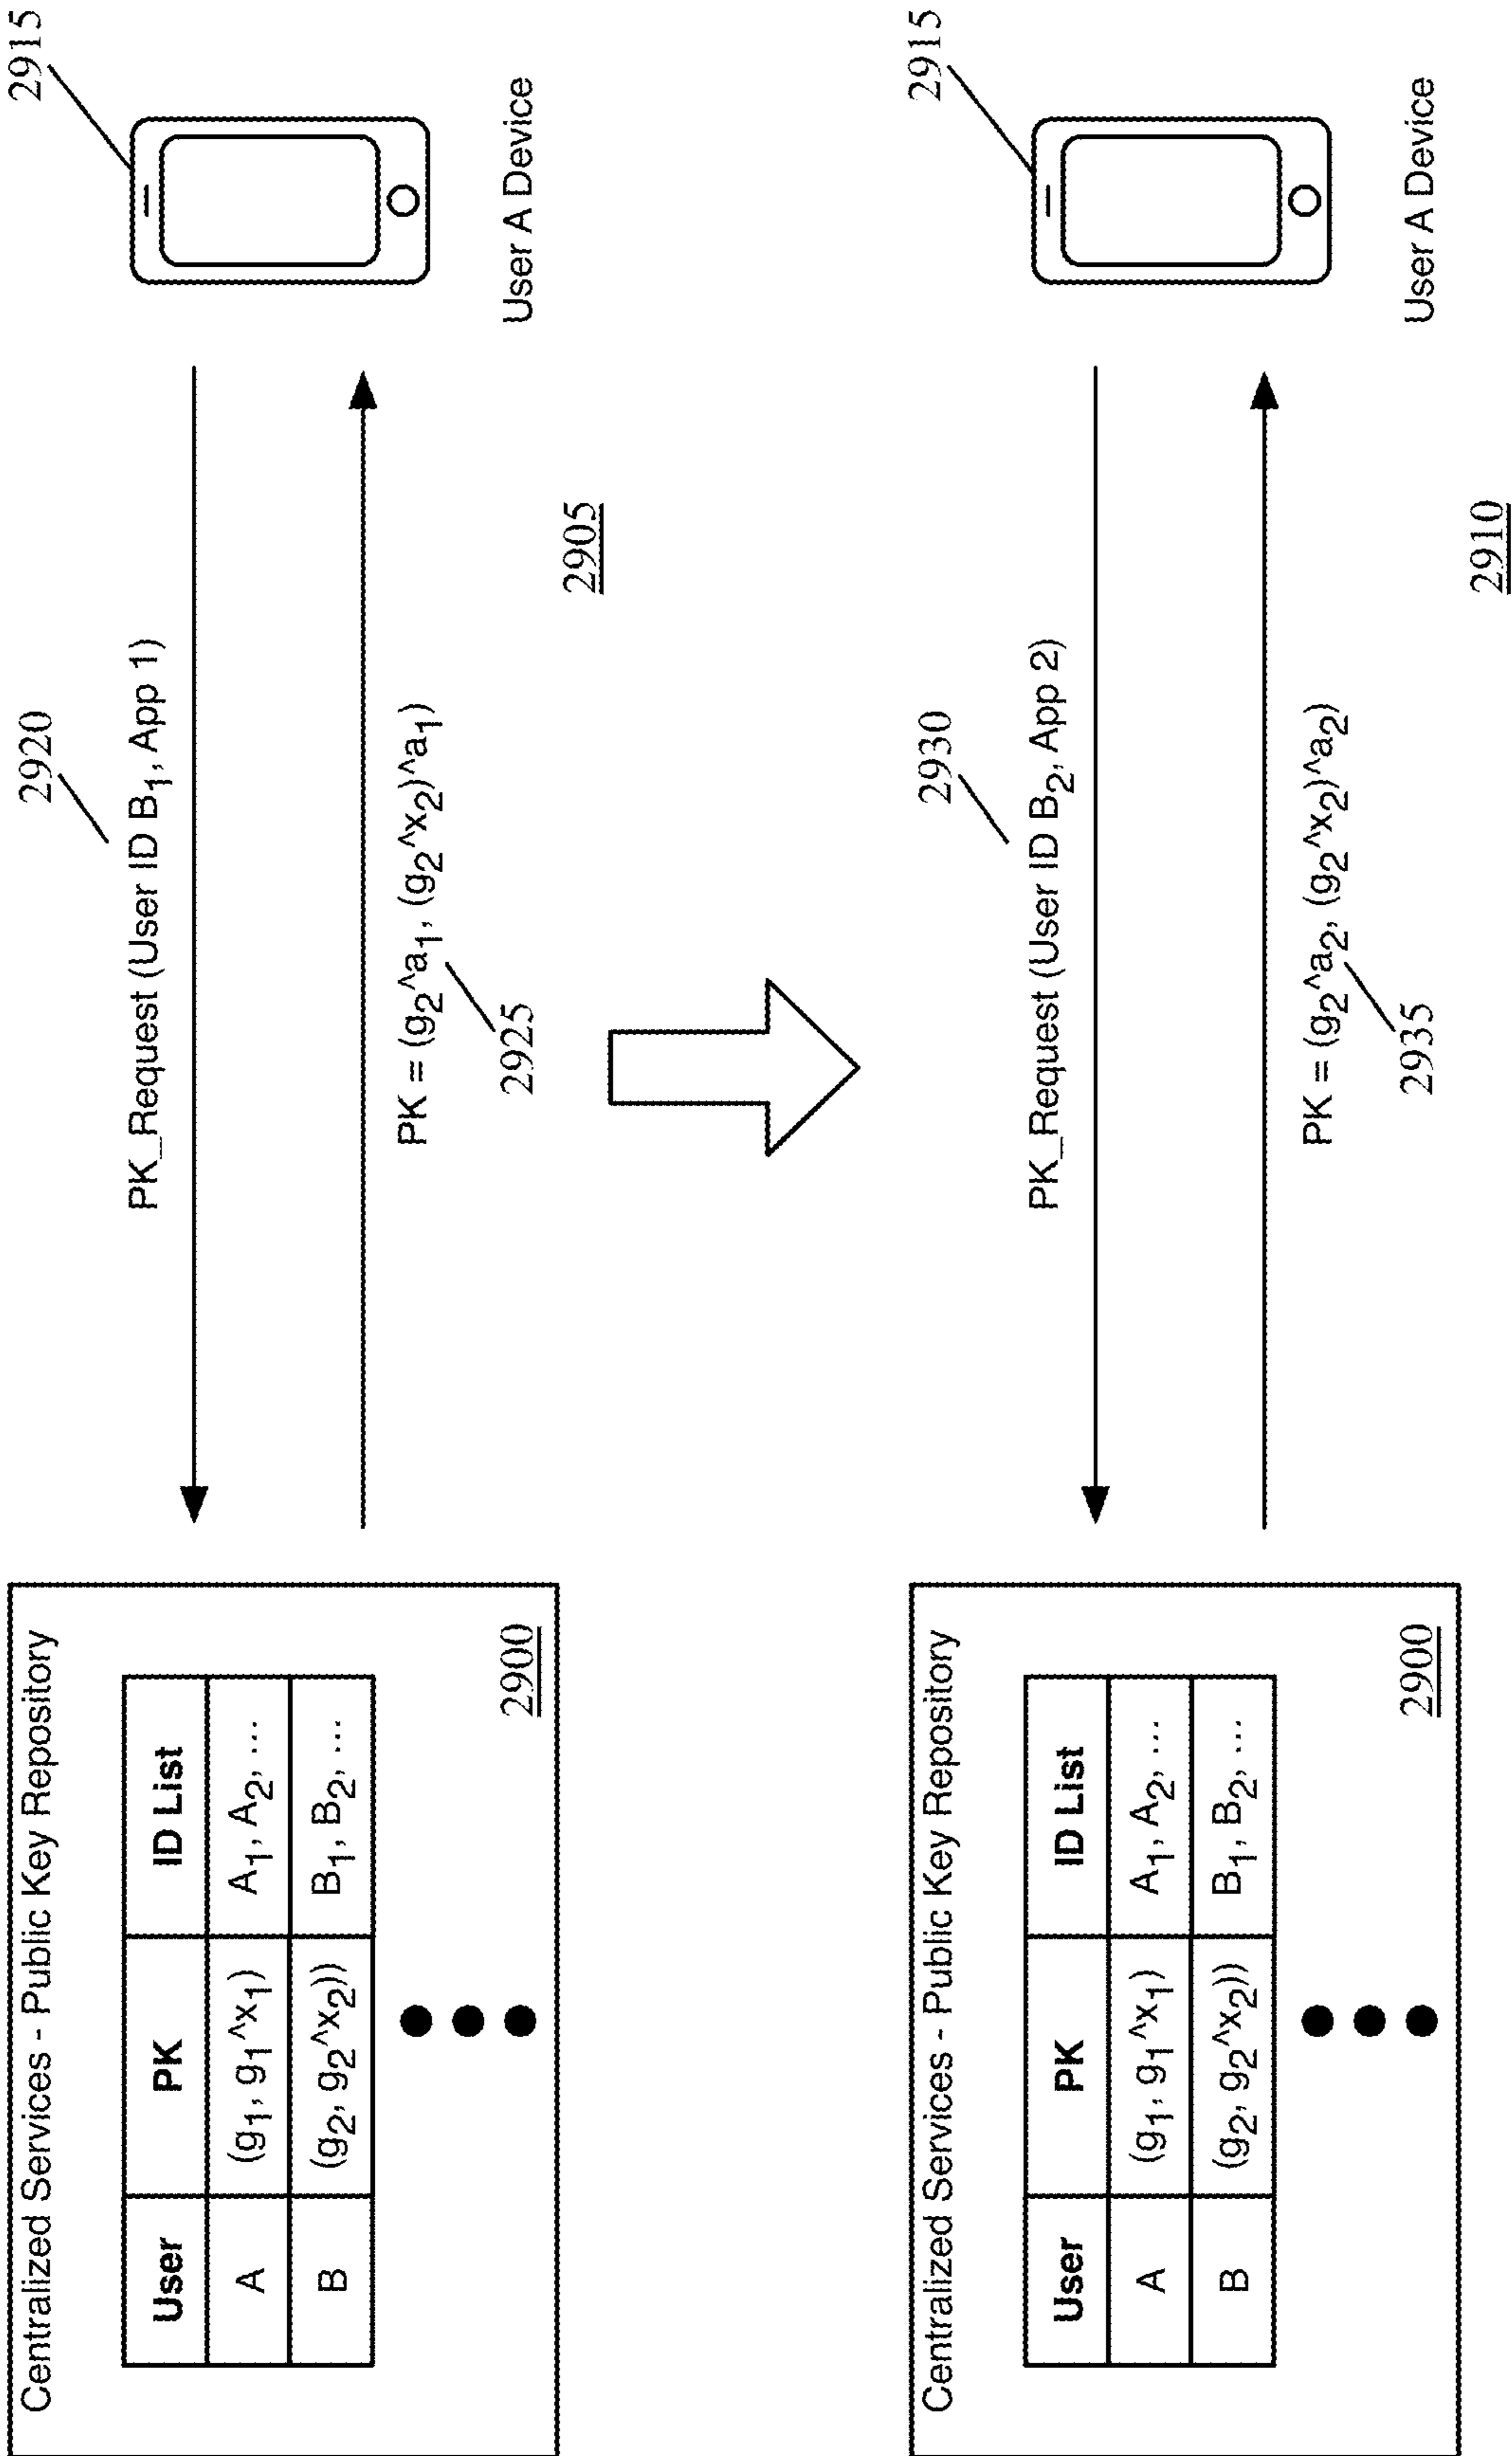 Centralized Services - Public Key Repository
User PK ID List
A (g₁, g₁^x₁) A₁, A₂, ...
B (g₂, g₂^x₂)) B₁, B₂, ...
2900
2920
PK_Request (User ID B₁, App 1)
PK = (g₂^a₁, (g₂^x₂)^a₁)
2925
2915
User A Device
2905
Centralized Services - Public Key Repository
User PK ID List
A (g₁, g₁^x₁) A₁, A₂, ...
B (g₂, g₂^x₂)) B₁, B₂, ...
2900
2930
PK_Request (User ID B₂, App 2)
PK = (g₂^a₂, (g₂^x₂)^a₂)
2935
2915
User A Device
2910